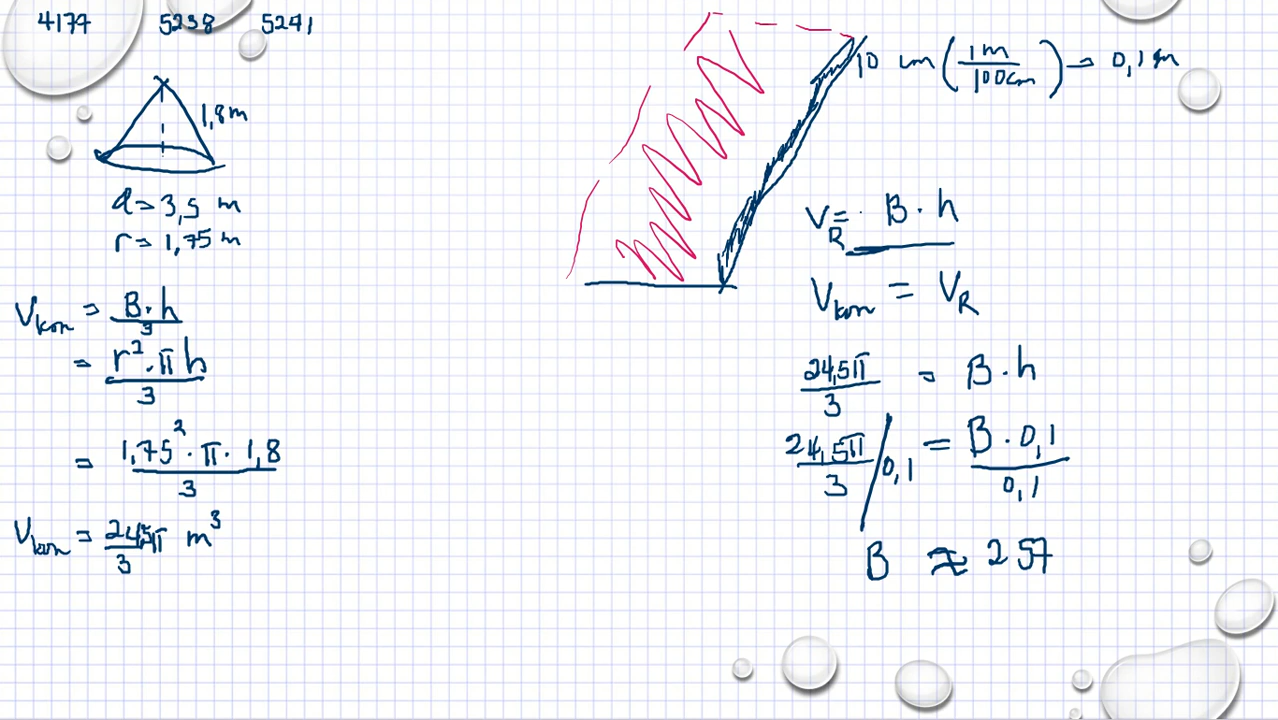 4174 5238 5241
1,8 m
d = 3,5 m
r = 1,75 m
V_kon = B·h / 3
= r²·π h / 3
= 1,75²·π·1,8 / 3
V_kon = 24,5π / 3 m³
10 cm (1m / 100cm) → 0,1 m
V_R = B·h
V_kon = V_R
24,5π / 3 = B·h
24,5π / 3 / 0,1 = B·0,1 / 0,1
B ≈ 257